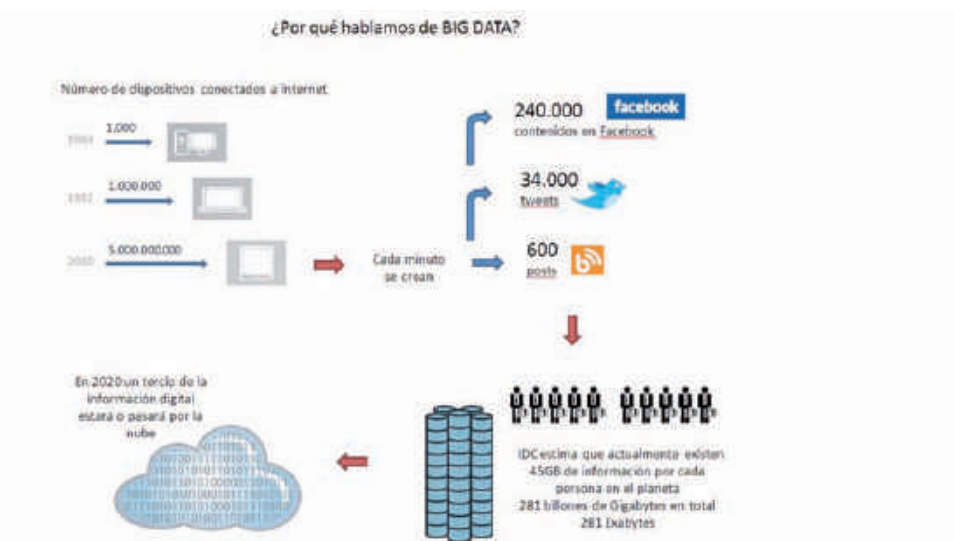 ¿Por qué hablamos de BIG DATA?
Número de dispositivos conectados a internet
1.000
1.000.000
5.000.000.000
Cada minuto
se crean
240.000
facebook
contenidos en Facebook
34.000
tweets
600
posts
IDC estima que actualmente existen
45GB de información por cada
persona en el planeta
281 billones de Gigabytes en total
281 Exabytes
En 2020 un tercio de la
información digital
estará o pasará por la
nube